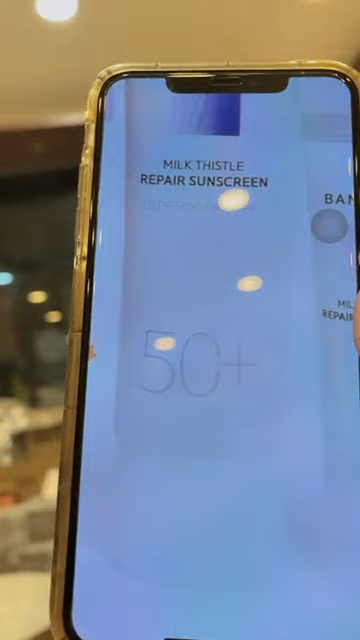 MILK THISTLE
REPAIR SUNSCREEN
50+
BAN
MIL
REPAIR